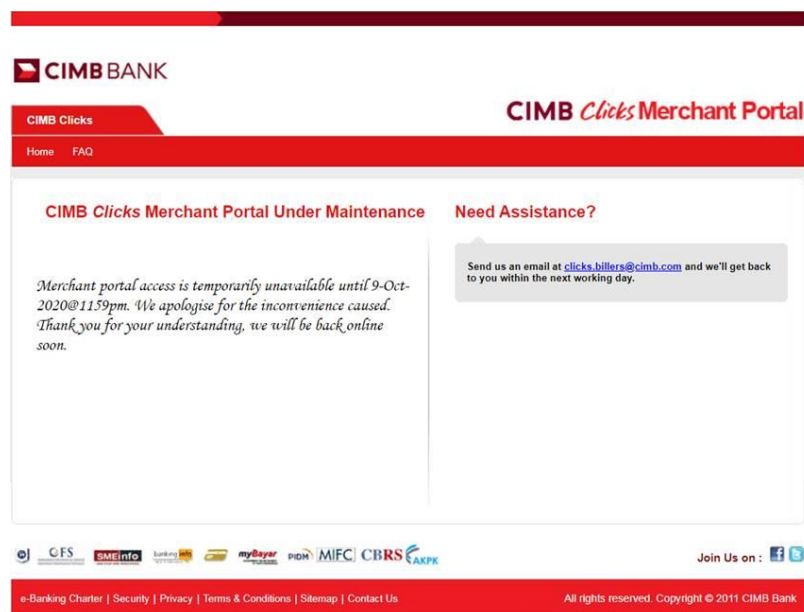 CIMB BANK
CIMB Clicks
CIMB Clicks Merchant Portal
Home FAQ
CIMB Clicks Merchant Portal Under Maintenance
Merchant portal access is temporarily unavailable until 9-Oct-
2020@1159pm. We apologise for the inconvenience caused.
Thank you for your understanding, we will be back online
soon.
Need Assistance?
Send us an email at clicks.billers@cimb.com and we'll get back
to you within the next working day.
OFS SMEinfo banking info myBayar PIDM MIFC CBRS AKPK
Join Us on :
e-Banking Charter | Security | Privacy | Terms & Conditions | Sitemap | Contact Us
All rights reserved. Copyright © 2011 CIMB Bank